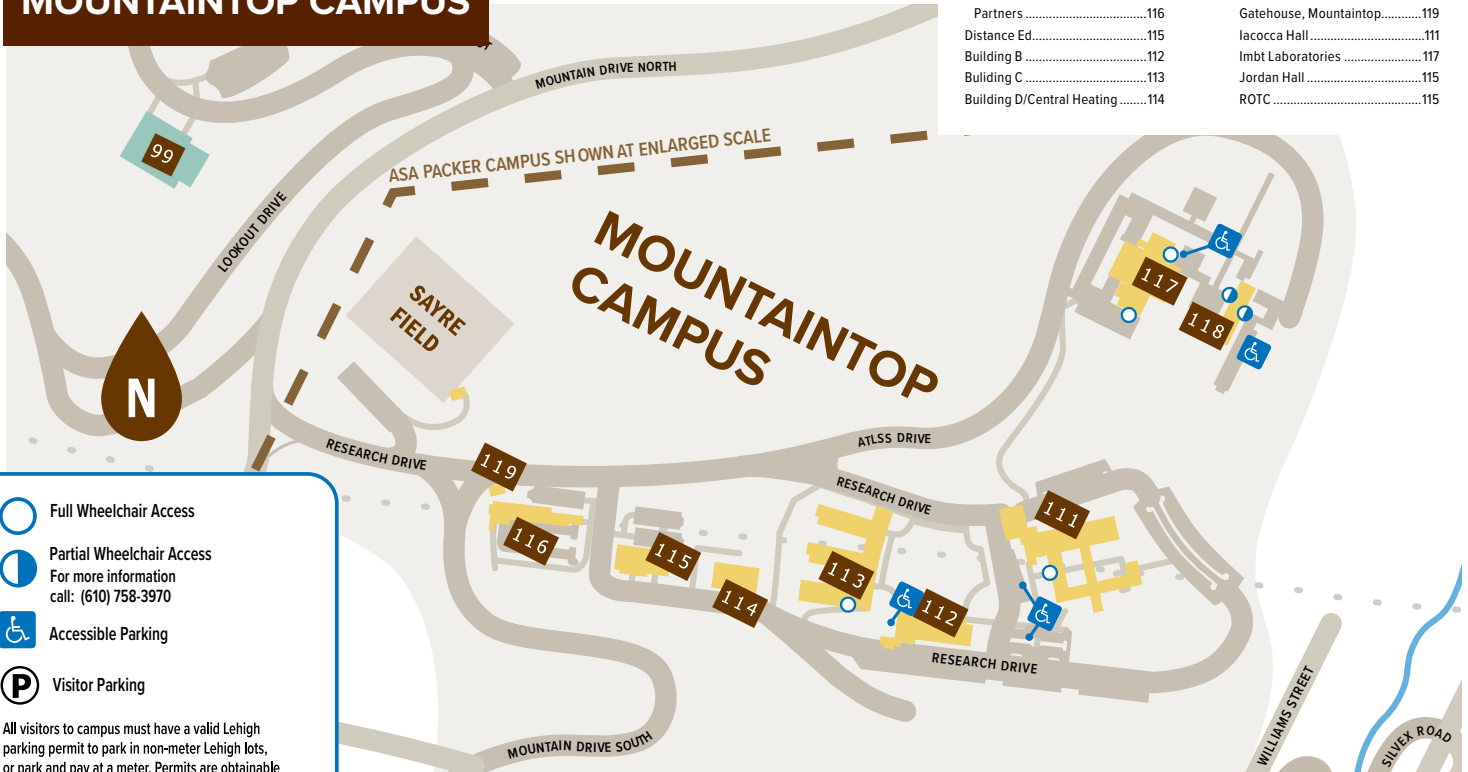 MOUNTAINTOP CAMPUS
Partners ..................................116
Distance Ed................................115
Building B ..................................112
Buliding C ..................................113
Building D/Central Heating ........114
Gatehouse, Mountaintop............119
Iacocca Hall ................................111
Imbt Laboratories ......................117
Jordan Hall .................................115
ROTC ..........................................115
MOUNTAIN DRIVE NORTH
ASA PACKER CAMPUS SHOWN AT ENLARGED SCALE
99
LOOKOUT DRIVE
MOUNTAINTOP
CAMPUS
SAYRE
FIELD
117
118
N
ATLSS DRIVE
RESEARCH DRIVE
119
RESEARCH DRIVE
111
116
115
113
114
112
RESEARCH DRIVE
MOUNTAIN DRIVE SOUTH
WILLIAMS STREET
SILVEX ROAD
Full Wheelchair Access
Partial Wheelchair Access
For more information
call: (610) 758-3970
Accessible Parking
P
Visitor Parking
All visitors to campus must have a valid Lehigh
parking permit to park in non-meter Lehigh lots,
or park and pay at a meter. Permits are obtainable